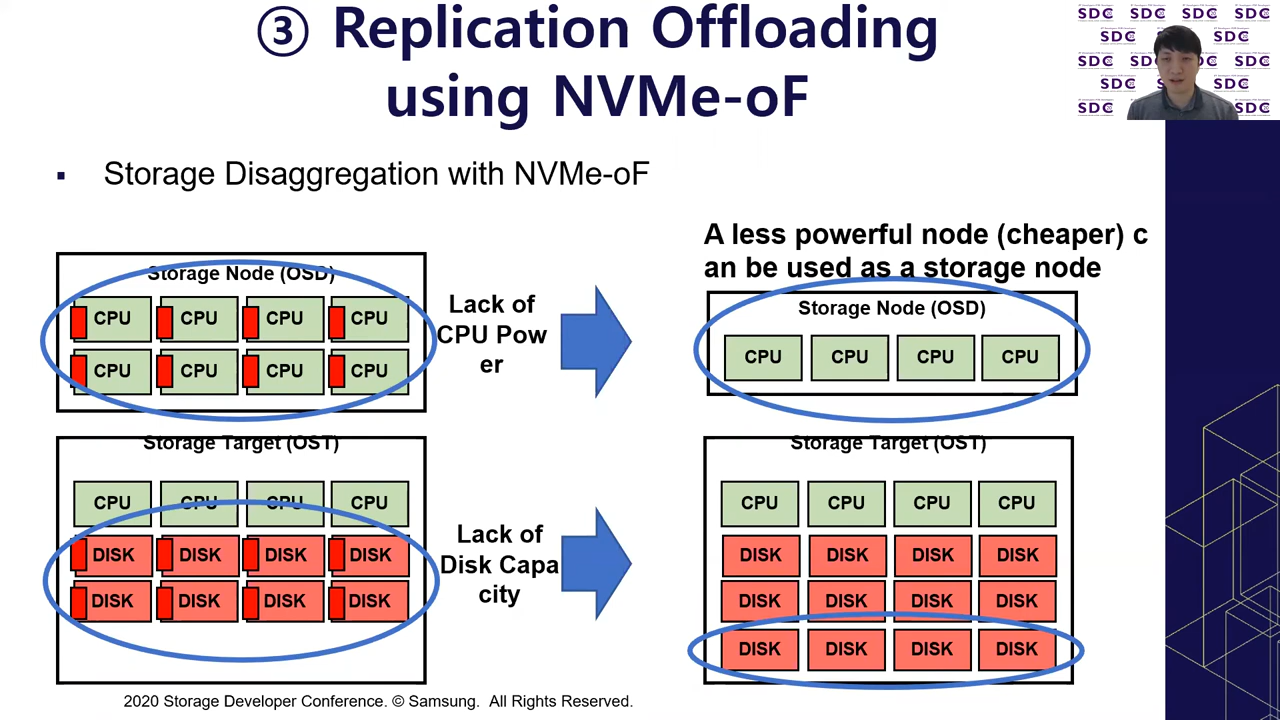 ③ Replication Offloading
using NVMe-oF
SDC SDC SDC SDC
SDC SDC
SDC SDC
SDC SDC
SDC SDC
▪ Storage Disaggregation with NVMe-oF
A less powerful node (cheaper) c
an be used as a storage node
Storage Node (OSD)
CPU CPU CPU CPU
CPU CPU CPU CPU
Lack of
CPU Pow
er
Storage Node (OSD)
CPU CPU CPU CPU
Storage Target (OST)
CPU CPU CPU CPU
DISK DISK DISK DISK
DISK DISK DISK DISK
Lack of
Disk Capa
city
Storage Target (OST)
CPU CPU CPU CPU
DISK DISK DISK DISK
DISK DISK DISK DISK
DISK DISK DISK DISK
2020 Storage Developer Conference. © Samsung. All Rights Reserved.